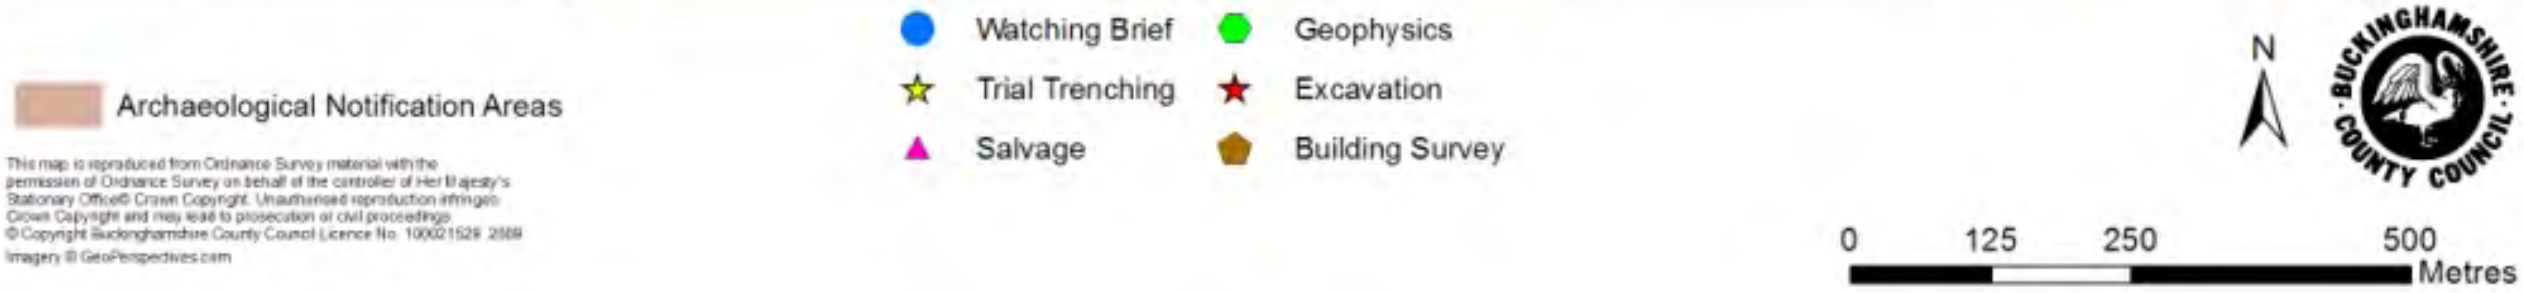 Watching Brief
Geophysics
Trial Trenching
Excavation
Salvage
Building Survey
Archaeological Notification Areas
This map is reproduced from Ordnance Survey material with the
permission of Ordnance Survey on behalf of the controller of Her Majesty's
Stationary Office© Crown Copyright. Unauthorised reproduction infringes
Crown Copyright and may lead to prosecution or civil proceedings
© Copyright Buckinghamshire County Council Licence No. 100021529 2009
Imagery © GeoPerspectives.com
N
BUCKINGHAMSHIRE
· COUNTY COUNCIL ·
0 125 250 500
Metres